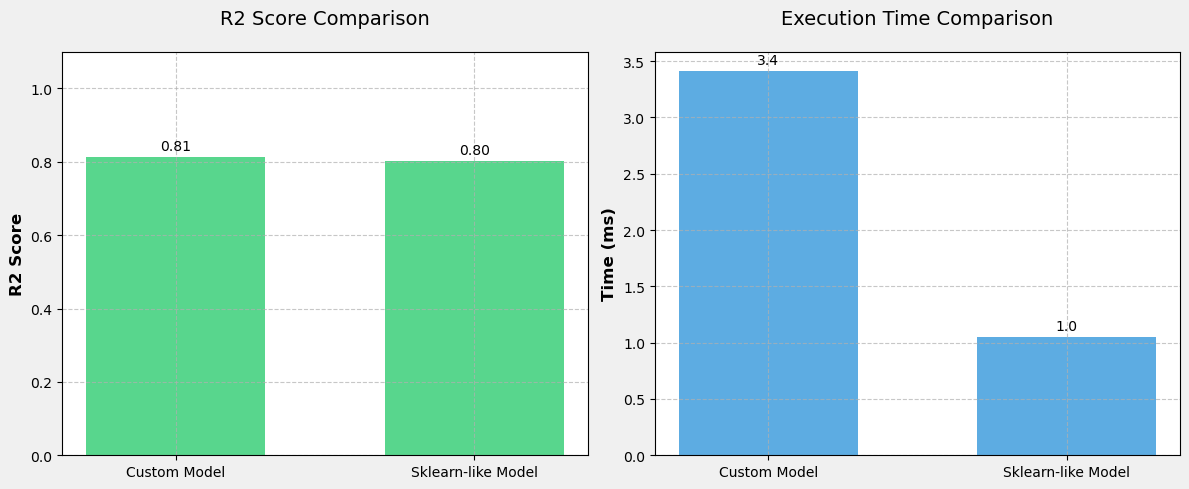 R2 Score Comparison
R2 Score
1.0
0.8
0.6
0.4
0.2
0.0
0.81
0.80
Custom Model
Sklearn-like Model
Execution Time Comparison
Time (ms)
3.5
3.0
2.5
2.0
1.5
1.0
0.5
0.0
3.4
1.0
Custom Model
Sklearn-like Model